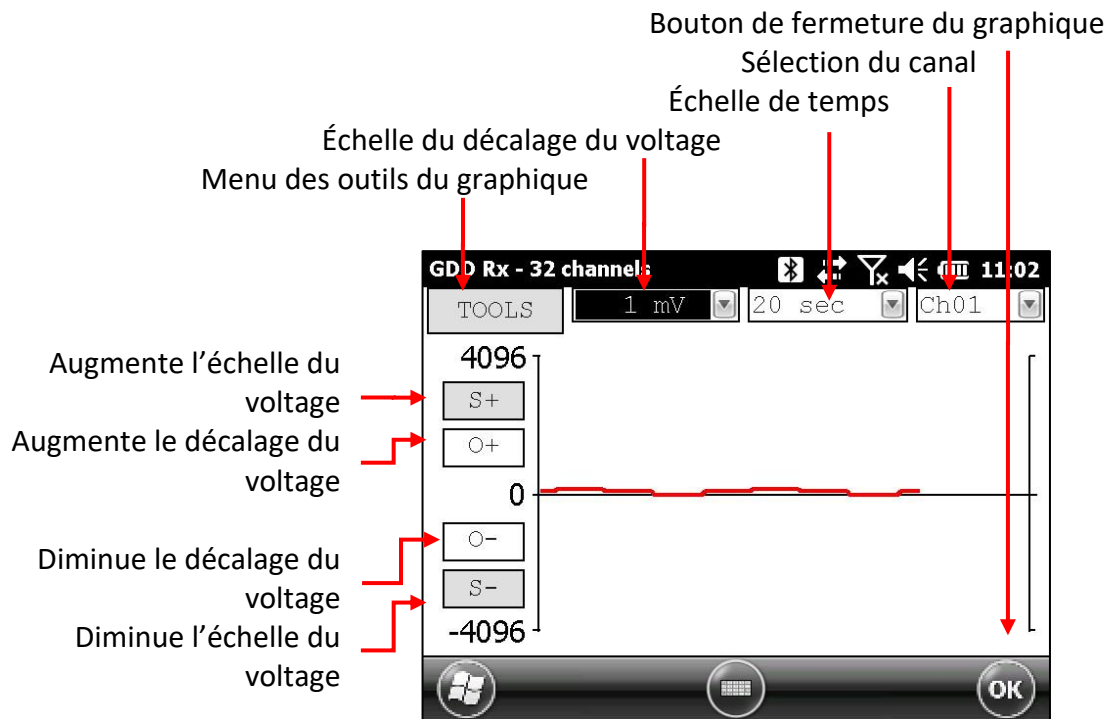 Bouton de fermeture du graphique
Sélection du canal
Échelle de temps
Échelle du décalage du voltage
Menu des outils du graphique
GDD Rx - 32 channels 11:02
TOOLS 1 mV 20 sec Ch01
4096
Augmente l’échelle du
voltage
S+
Augmente le décalage du
voltage
O+
0
O-
Diminue le décalage du
voltage
S-
Diminue l’échelle du
voltage
-4096
OK